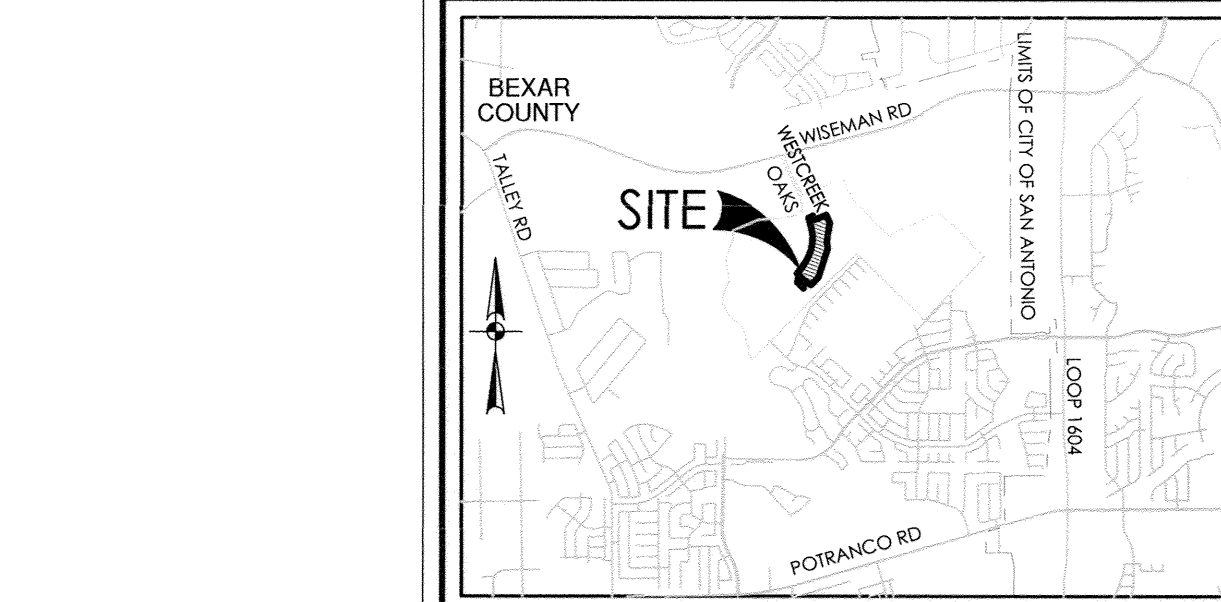 BEXAR
COUNTY
LIMITS OF CITY OF SAN ANTONIO
WISEMAN RD
WESTCREEK
OAKS
TALLEY RD
SITE
LOOP 1604
POTRANCO RD